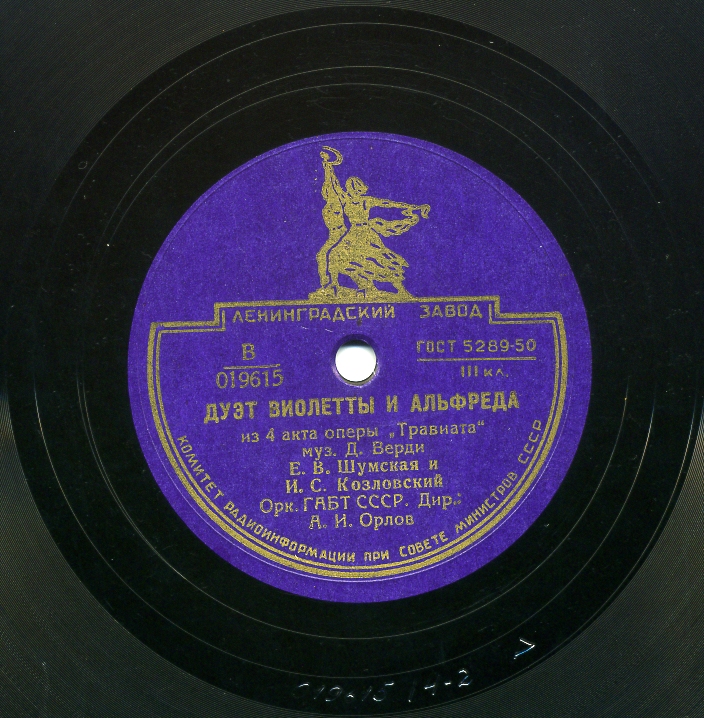 ЛЕНИНГРАДСКИЙ ЗАВОД
В
019615
ГОСТ 5289-50
III кл.
ДУЭТ ВИОЛЕТТЫ И АЛЬФРЕДА
из 4 акта оперы „Травиата“
муз. Д. Верди
Е. В. Шумская и
И. С. Козловский
Орк. ГАБТ СССР. Дир.:
А. И. Орлов
КОМИТЕТ РАДИОИНФОРМАЦИИ ПРИ СОВЕТЕ МИНИСТРОВ СССР